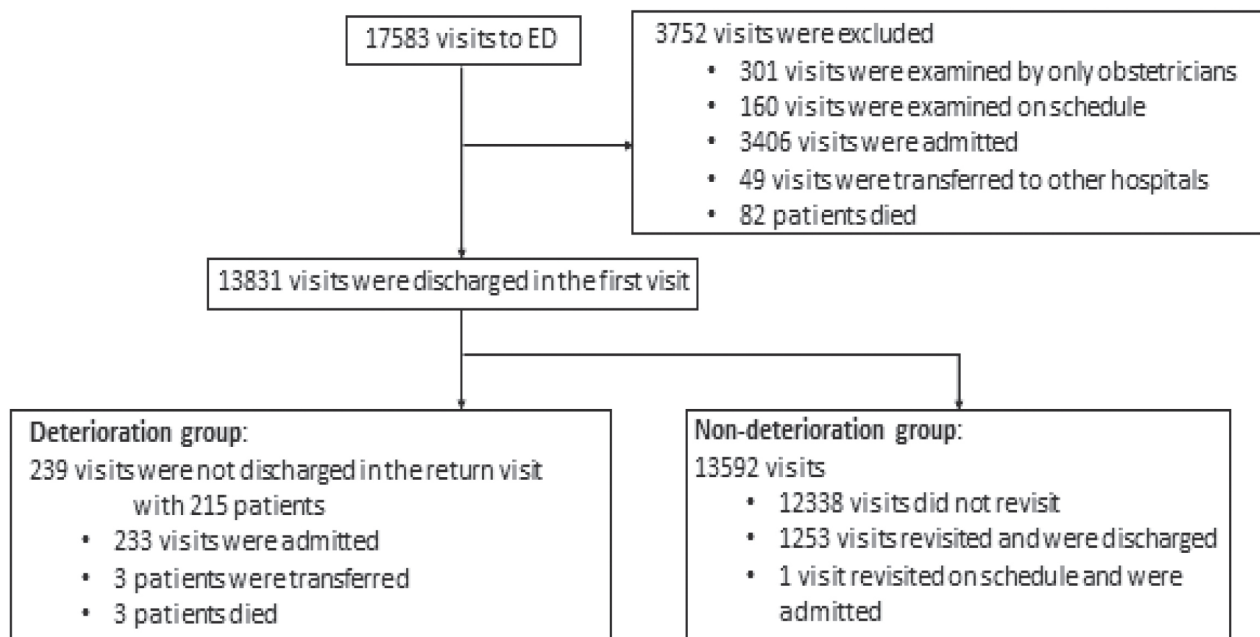 17583 visits to ED
3752 visits were excluded
• 301 visits were examined by only obstetricians
• 160 visits were examined on schedule
• 3406 visits were admitted
• 49 visits were transferred to other hospitals
• 82 patients died
13831 visits were discharged in the first visit
Deterioration group:
239 visits were not discharged in the return visit
with 215 patients
• 233 visits were admitted
• 3 patients were transferred
• 3 patients died
Non-deterioration group:
13592 visits
• 12338 visits did not revisit
• 1253 visits revisited and were discharged
• 1 visit revisited on schedule and were
admitted